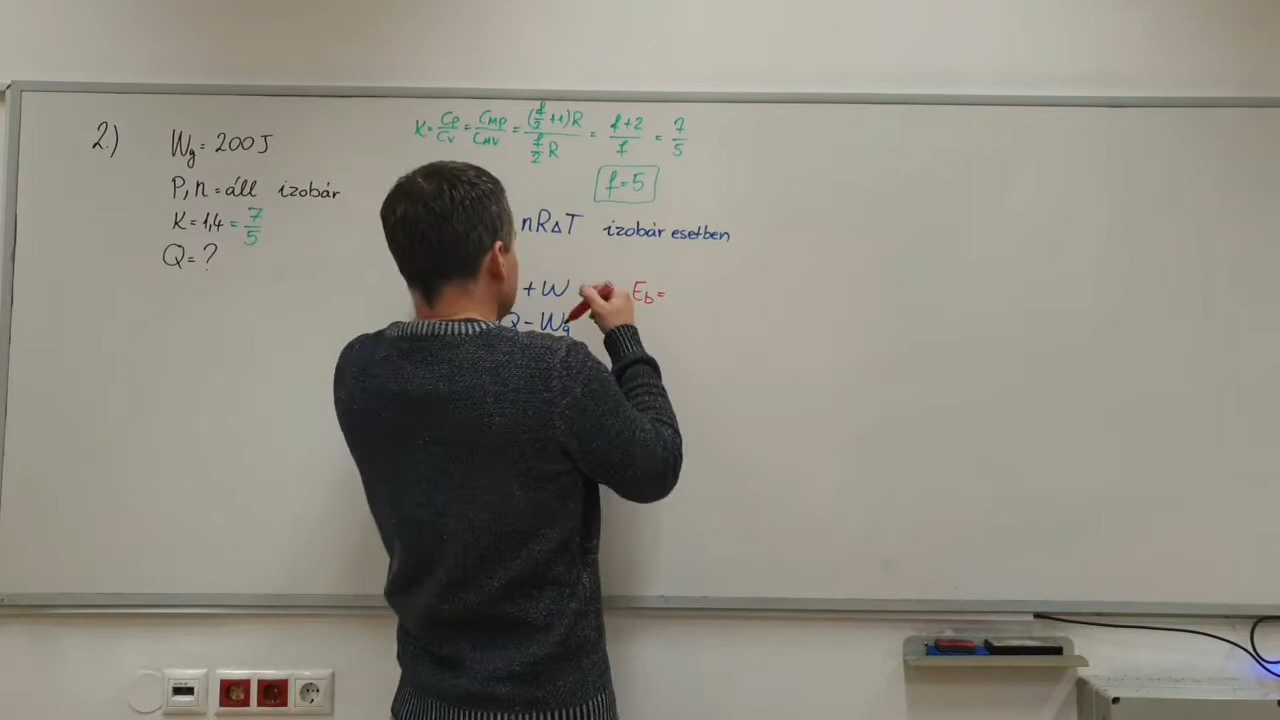 2.)
Wg = 200J
P, n = áll izobár
K = 1,4 = 7/5
Q = ?
K = Cp/Cv = CMP/CMV = (f/2 + 1)R / f/2 R = f+2/f = 7/5
f = 5
nRΔT izobár esetben
+ W
Eb =
Q - Wg